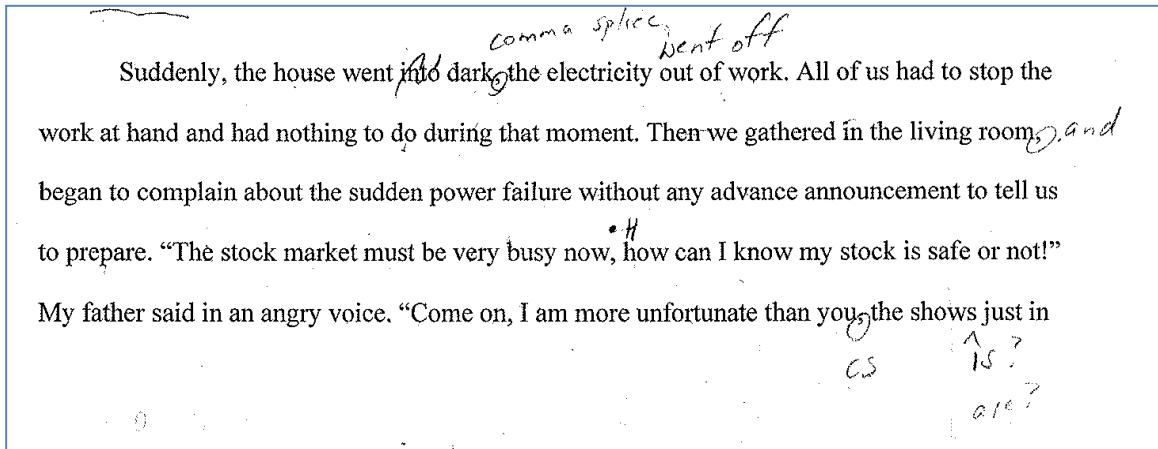 comma splice, went off
Suddenly, the house went into dark, the electricity out of work. All of us had to stop the
work at hand and had nothing to do during that moment. Then we gathered in the living room, and
began to complain about the sudden power failure without any advance announcement to tell us
• H
to prepare. “The stock market must be very busy now, how can I know my stock is safe or not!”
My father said in an angry voice. “Come on, I am more unfortunate than you, the shows just in
CS is?
are?